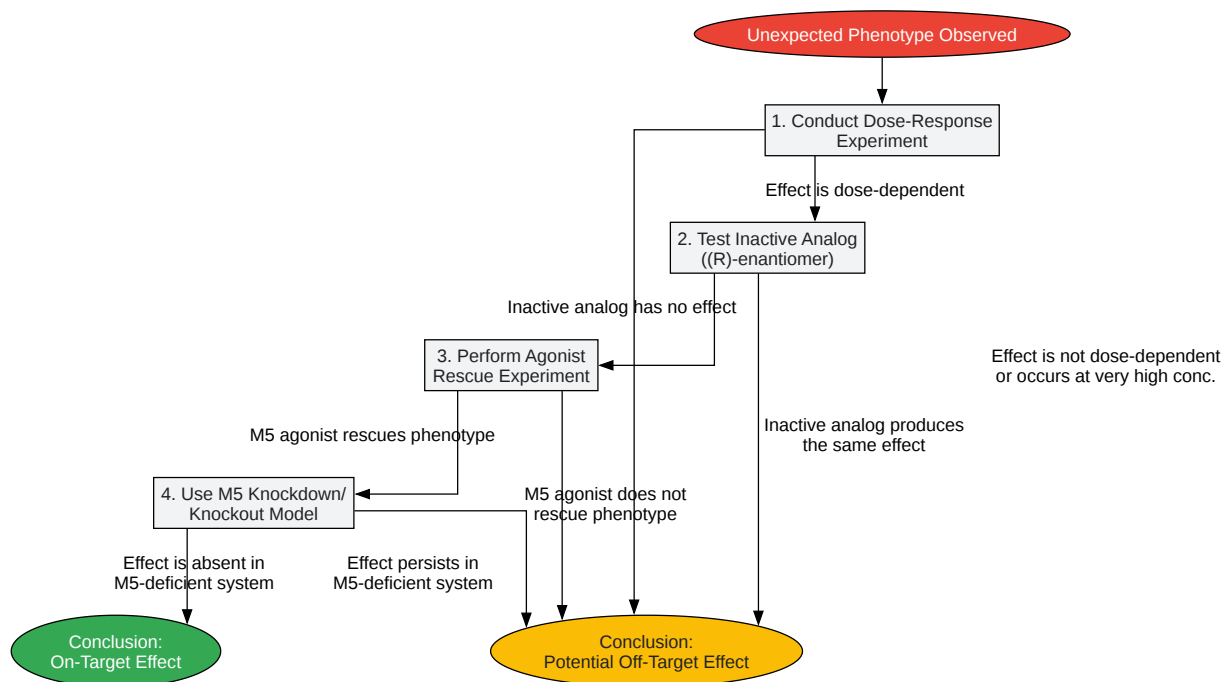 Unexpected Phenotype Observed
1. Conduct Dose-Response
Experiment
Effect is dose-dependent
2. Test Inactive Analog
((R)-enantiomer)
Inactive analog has no effect
3. Perform Agonist
Rescue Experiment
Effect is not dose-dependent
or occurs at very high conc.
M5 agonist rescues phenotype
Inactive analog produces
the same effect
4. Use M5 Knockdown/
Knockout Model
M5 agonist does not
rescue phenotype
Effect is absent in
M5-deficient system
Effect persists in
M5-deficient system
Conclusion:
On-Target Effect
Conclusion:
Potential Off-Target Effect